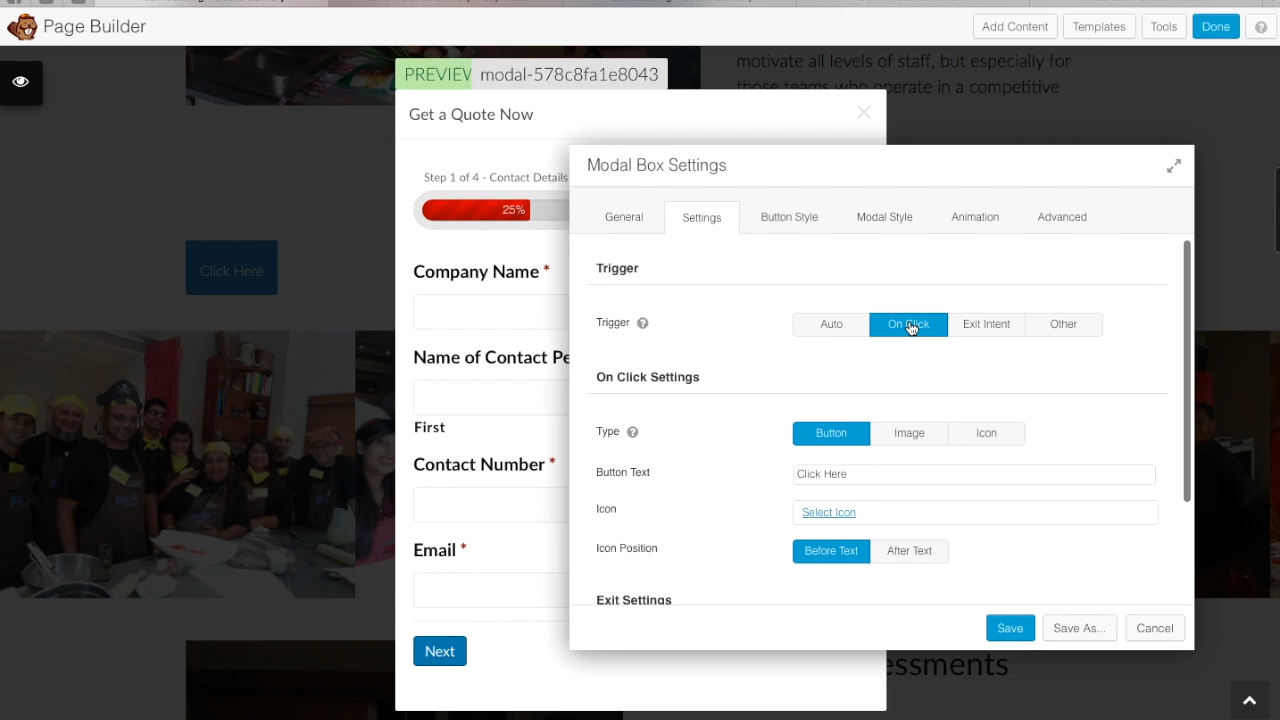 Page Builder
Add Content
Templates
Tools
Done
PREVIEW modal-578c8fa1e8043
motivate all levels of staff, but especially for
those teams who operate in a competitive
Get a Quote Now
Step 1 of 4 - Contact Details
25%
Company Name *
Name of Contact Pe
First
Contact Number *
Email *
Next
Click Here
Modal Box Settings
General
Settings
Button Style
Modal Style
Animation
Advanced
Trigger
Trigger
Auto
On Click
Exit Intent
Other
On Click Settings
Type
Button
Image
Icon
Button Text
Click Here
Icon
Select Icon
Icon Position
Before Text
After Text
Exit Settings
Save
Save As...
Cancel
essments